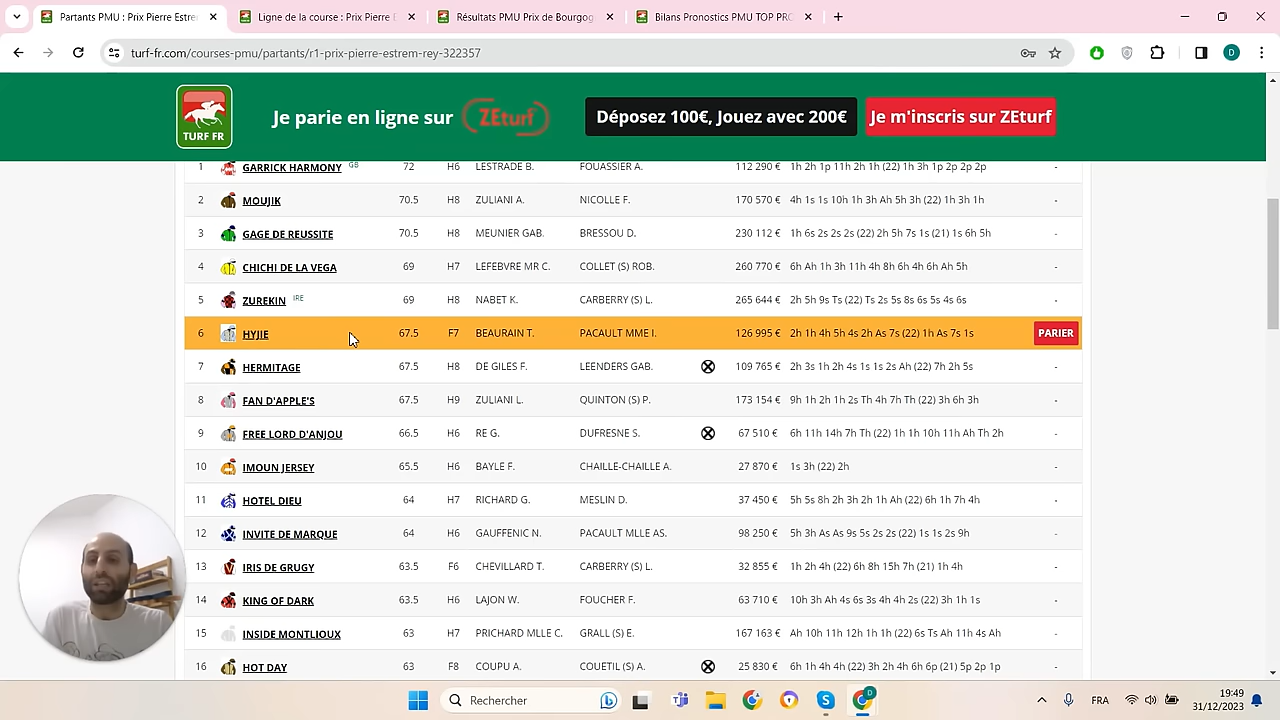 Partants PMU : Prix Pierre Estre
Ligne de la course : Prix Pierre E
Résultats PMU Prix de Bourgog
Bilans Pronostics PMU TOP PRO
turf-fr.com/courses-pmu/partants/r1-prix-pierre-estrem-rey-322357
D
TURF FR
Je parie en ligne sur ZEturf
Déposez 100€, Jouez avec 200€
Je m'inscris sur ZEturf
1 GARRICK HARMONY GB 72 H6 LESTRADE B. FOUASSIER A. 112 290 € 1h 2h 1p 11h 2h 1h (22) 1h 3h 1p 2p 2p 2p -
2 MOUJIK 70.5 H8 ZULIANI A. NICOLLE F. 170 570 € 4h 1s 1s 10h 1h 3h Ah 5h 3h (22) 1h 3h 1h -
3 GAGE DE REUSSITE 70.5 H8 MEUNIER GAB. BRESSOU D. 230 112 € 1h 6s 2s 2s 2s (22) 2h 5h 7s 1s (21) 1s 6h 5h -
4 CHICHI DE LA VEGA 69 H7 LEFEBVRE MR C. COLLET (S) ROB. 260 770 € 6h Ah 1h 3h 11h 4h 8h 6h 4h 6h Ah 5h -
5 ZUREKIN IRE 69 H8 NABET K. CARBERRY (S) L. 265 644 € 2h 5h 9s Ts (22) Ts 2s 5s 8s 6s 5s 4s 6s -
6 HYJIE 67.5 F7 BEAURAIN T. PACAULT MME I. 126 995 € 2h 1h 4h 5h 4s 2h As 7s (22) 1h As 7s 1s PARIER
7 HERMITAGE 67.5 H8 DE GILES F. LEENDERS GAB. 109 765 € 2h 3s 1h 2h 4s 1s 1s 2s Ah (22) 7h 2h 5s -
8 FAN D'APPLE'S 67.5 H9 ZULIANI L. QUINTON (S) P. 173 154 € 9h 1h 2h 1h 2s Th 4h 7h Th (22) 3h 6h 3h -
9 FREE LORD D'ANJOU 66.5 H6 RE G. DUFRESNE S. 67 510 € 6h 11h 14h 7h Th (22) 1h 1h 10h 11h Ah Th 2h -
10 IMOUN JERSEY 65.5 H6 BAYLE F. CHAILLE-CHAILLE A. 27 870 € 1s 3h (22) 2h -
11 HOTEL DIEU 64 H7 RICHARD G. MESLIN D. 37 450 € 5h 5s 8h 2h 3h 2h 1h Ah (22) 6h 1h 7h 4h -
12 INVITE DE MARQUE 64 H6 GAUFFENIC N. PACAULT MLLE AS. 98 250 € 5h 3h As As 9s 5s 2s 2s (22) 1s 1s 2s 9h -
13 IRIS DE GRUGY 63.5 F6 CHEVILLARD T. CARBERRY (S) L. 32 855 € 1h 2h 4h (22) 6h 8h 15h 7h (21) 1h 4h -
14 KING OF DARK 63.5 H6 LAJON W. FOUCHER F. 63 710 € 10h 3h Ah 4s 6s 3s 4h 4h 2s (22) 3h 1h 1s -
15 INSIDE MONTLIOUX 63 H7 PRICHARD MLLE C. GRALL (S) E. 167 163 € Ah 10h 11h 12h 1h 1h (22) 6s Ts Ah 11h 4s Ah -
16 HOT DAY 63 F8 COUPU A. COUETIL (S) A. 25 830 € 6h 1h 4h 4h (22) 3h 2h 4h 6h 6p (21) 5p 2p 1p -
Rechercher
FRA
19:49
31/12/2023